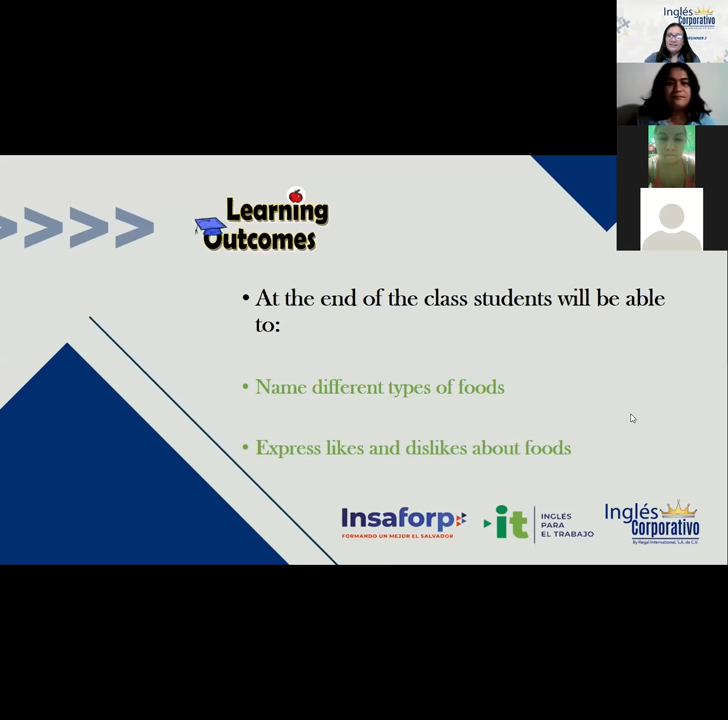 Inglés
Corporativo
BEGINNER 2
Learning
Outcomes
• At the end of the class students will be able
to:
• Name different types of foods
• Express likes and dislikes about foods
Insaforp
FORMANDO UN MEJOR EL SALVADOR
it
INGLÉS
PARA
EL TRABAJO
Inglés
Corporativo
By Regal International, S.A. de C.V.